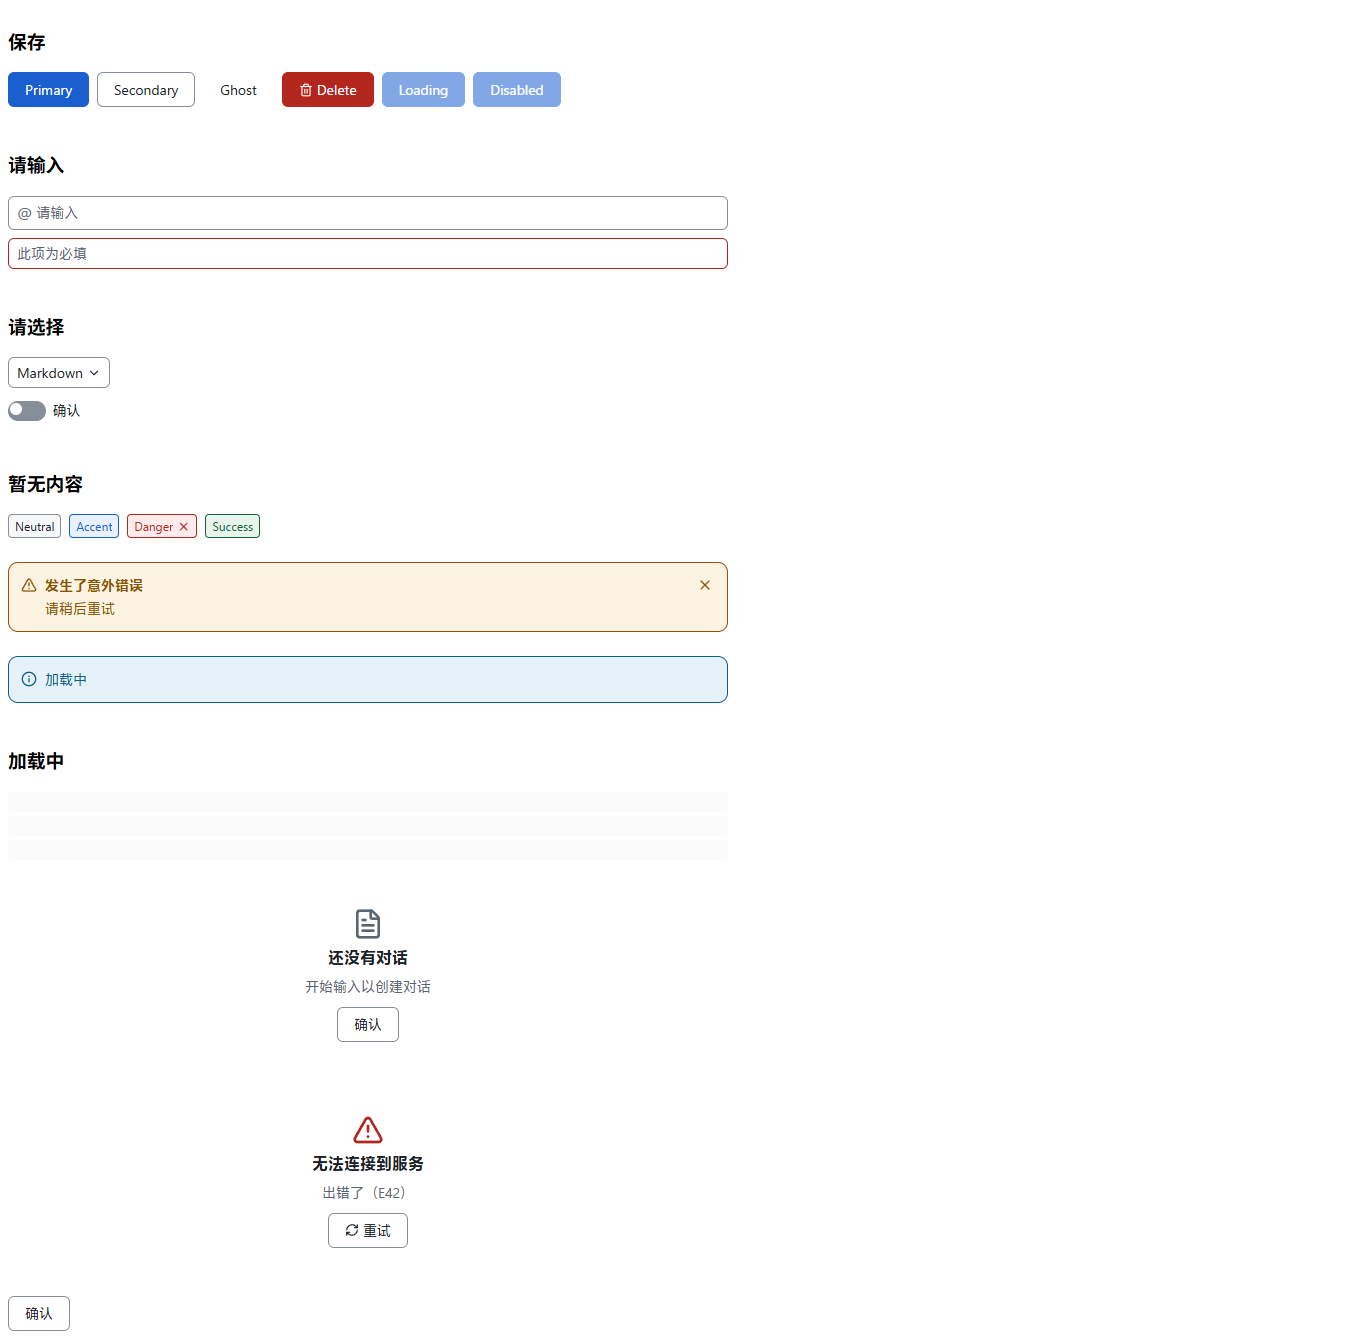 保存
Primary Secondary Ghost Delete Loading Disabled
请输入
@ 请输入
此项为必填
请选择
Markdown
确认
暂无内容
Neutral Accent Danger Success
发生了意外错误
请稍后重试
加载中
加载中
还没有对话
开始输入以创建对话
确认
无法连接到服务
出错了（E42）
重试
确认